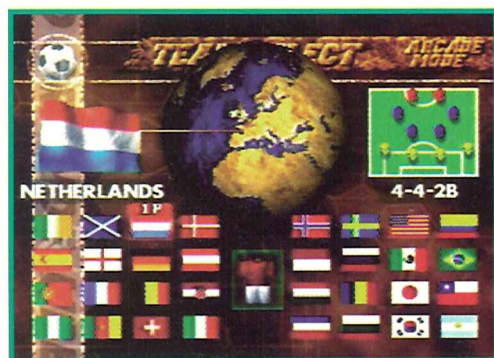 TEAM SELECT
ARCADE
MODE
NETHERLANDS
4-4-2B
1P